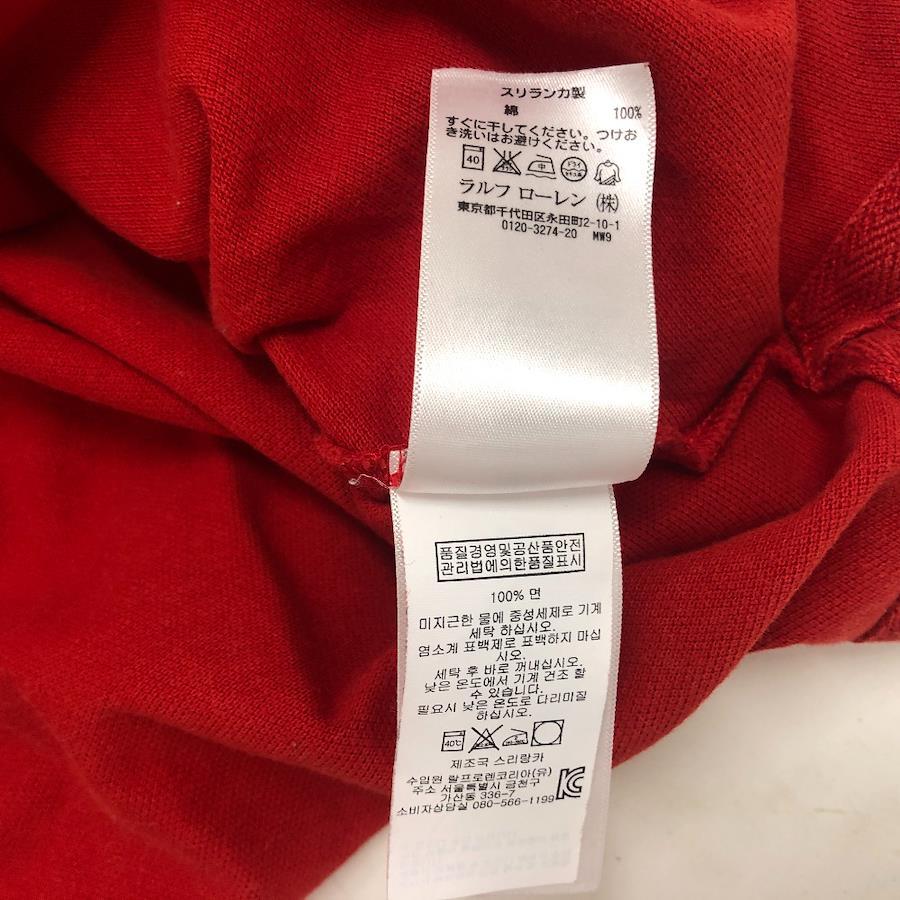 スリランカ製
綿 100%
すぐに干してください。つけお
き洗いはお避けください。
40 中 ドライ
ラルフ ローレン (株)
東京都千代田区永田町2-10-1
0120-3274-20 MW9
품질경영및공산품안전
관리법에의한품질표시
100% 면
미지근한 물에 중성세제로 기계
세탁 하십시오.
염소계 표백제로 표백하지 마십
시오.
세탁 후 바로 꺼내십시오.
낮은 온도에서 기계 건조 할
수 있습니다.
필요시 낮은 온도로 다리미질
하십시오.
40℃
제조국 스리랑카
수입원 랄프로렌코리아(유)
주소 서울특별시 금천구
가산동 336-7
소비자상담실 080-566-1199